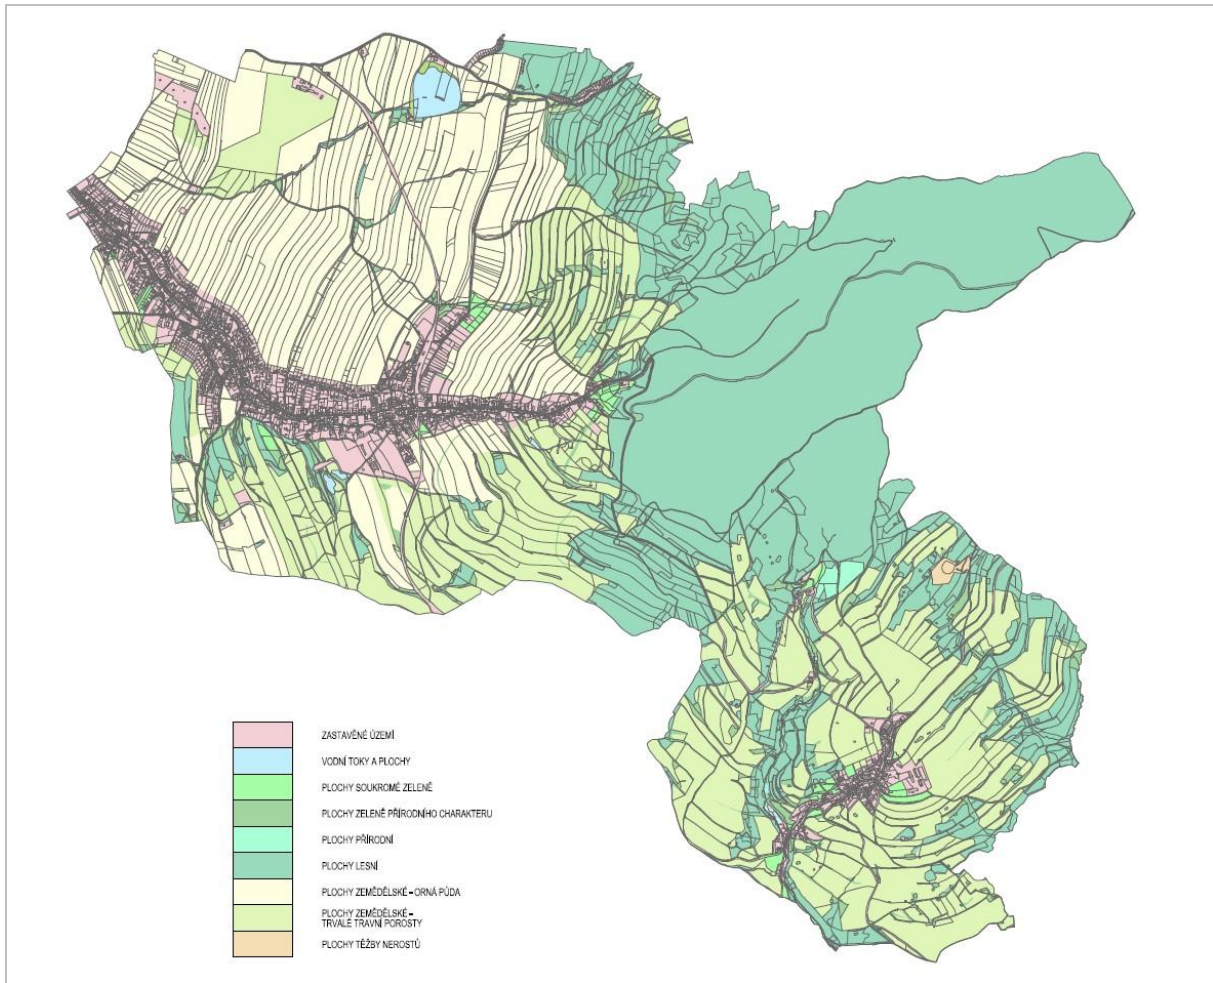 ZASTAVĚNÉ ÚZEMÍ
VODNÍ TOKY A PLOCHY
PLOCHY SOUKROMÉ ZELENĚ
PLOCHY ZELENĚ PŘÍRODNÍHO CHARAKTERU
PLOCHY PŘÍRODNÍ
PLOCHY LESNÍ
PLOCHY ZEMĚDĚLSKÉ - ORNÁ PŮDA
PLOCHY ZEMĚDĚLSKÉ -
TRVALÉ TRAVNÍ POROSTY
PLOCHY TĚŽBY NEROSTŮ